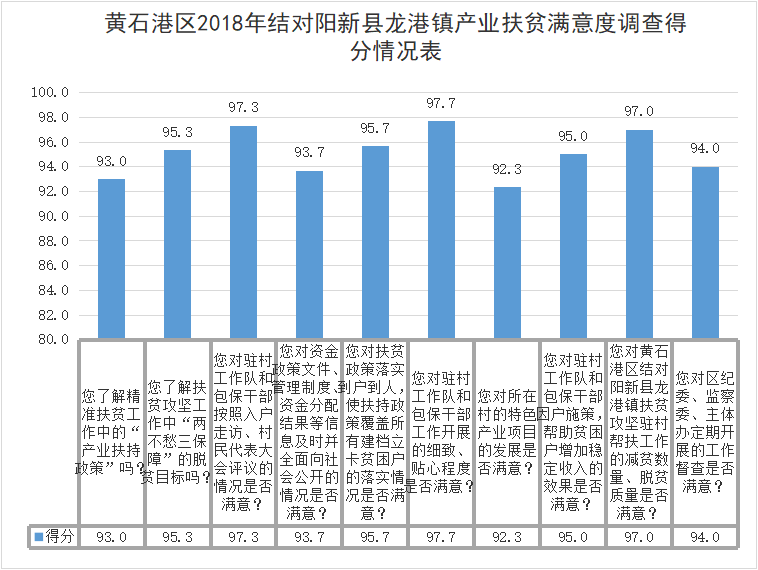 黄石港区2018年结对阳新县龙港镇产业扶贫满意度调查得
分情况表
100.0
98.0
96.0
94.0
92.0
90.0
88.0
86.0
84.0
82.0
80.0
93.0
95.3
97.3
93.7
95.7
97.7
92.3
95.0
97.0
94.0
您了解精
准扶贫工
作中的“
产业扶持
政策”吗?
您了解扶
贫攻坚工
作中“两
不愁三保
障”的脱
贫目标吗?
您对驻村
工作队和
包保干部
按照入户
走访、村
民代表大
会评议的
情况是否
满意?
您对资金
政策文件、
管理制度、
资金分配
结果等信
息及时并
全面向社
会公开的
情况是否
满意?
您对扶贫
政策落实
到户到人,
使扶持政
策覆盖所
有建档立
卡贫困户
的落实情
况是否满
意?
您对驻村
工作队和
包保干部
工作开展
的细致、
贴心程度
是否满意?
您对所在
村的特色
产业项目
的发展是
否满意?
您对驻村
工作队和
包保干部
因户施策,
帮助贫困
户增加稳
定收入的
效果是否
满意?
您对黄石
港区结对
阳新县龙
港镇扶贫
攻坚驻村
帮扶工作
的减贫数
量、脱贫
质量是否
满意?
您对区纪
委、监察
委、主体
办定期开
展的工作
督查是否
满意?
得分 93.0 95.3 97.3 93.7 95.7 97.7 92.3 95.0 97.0 94.0